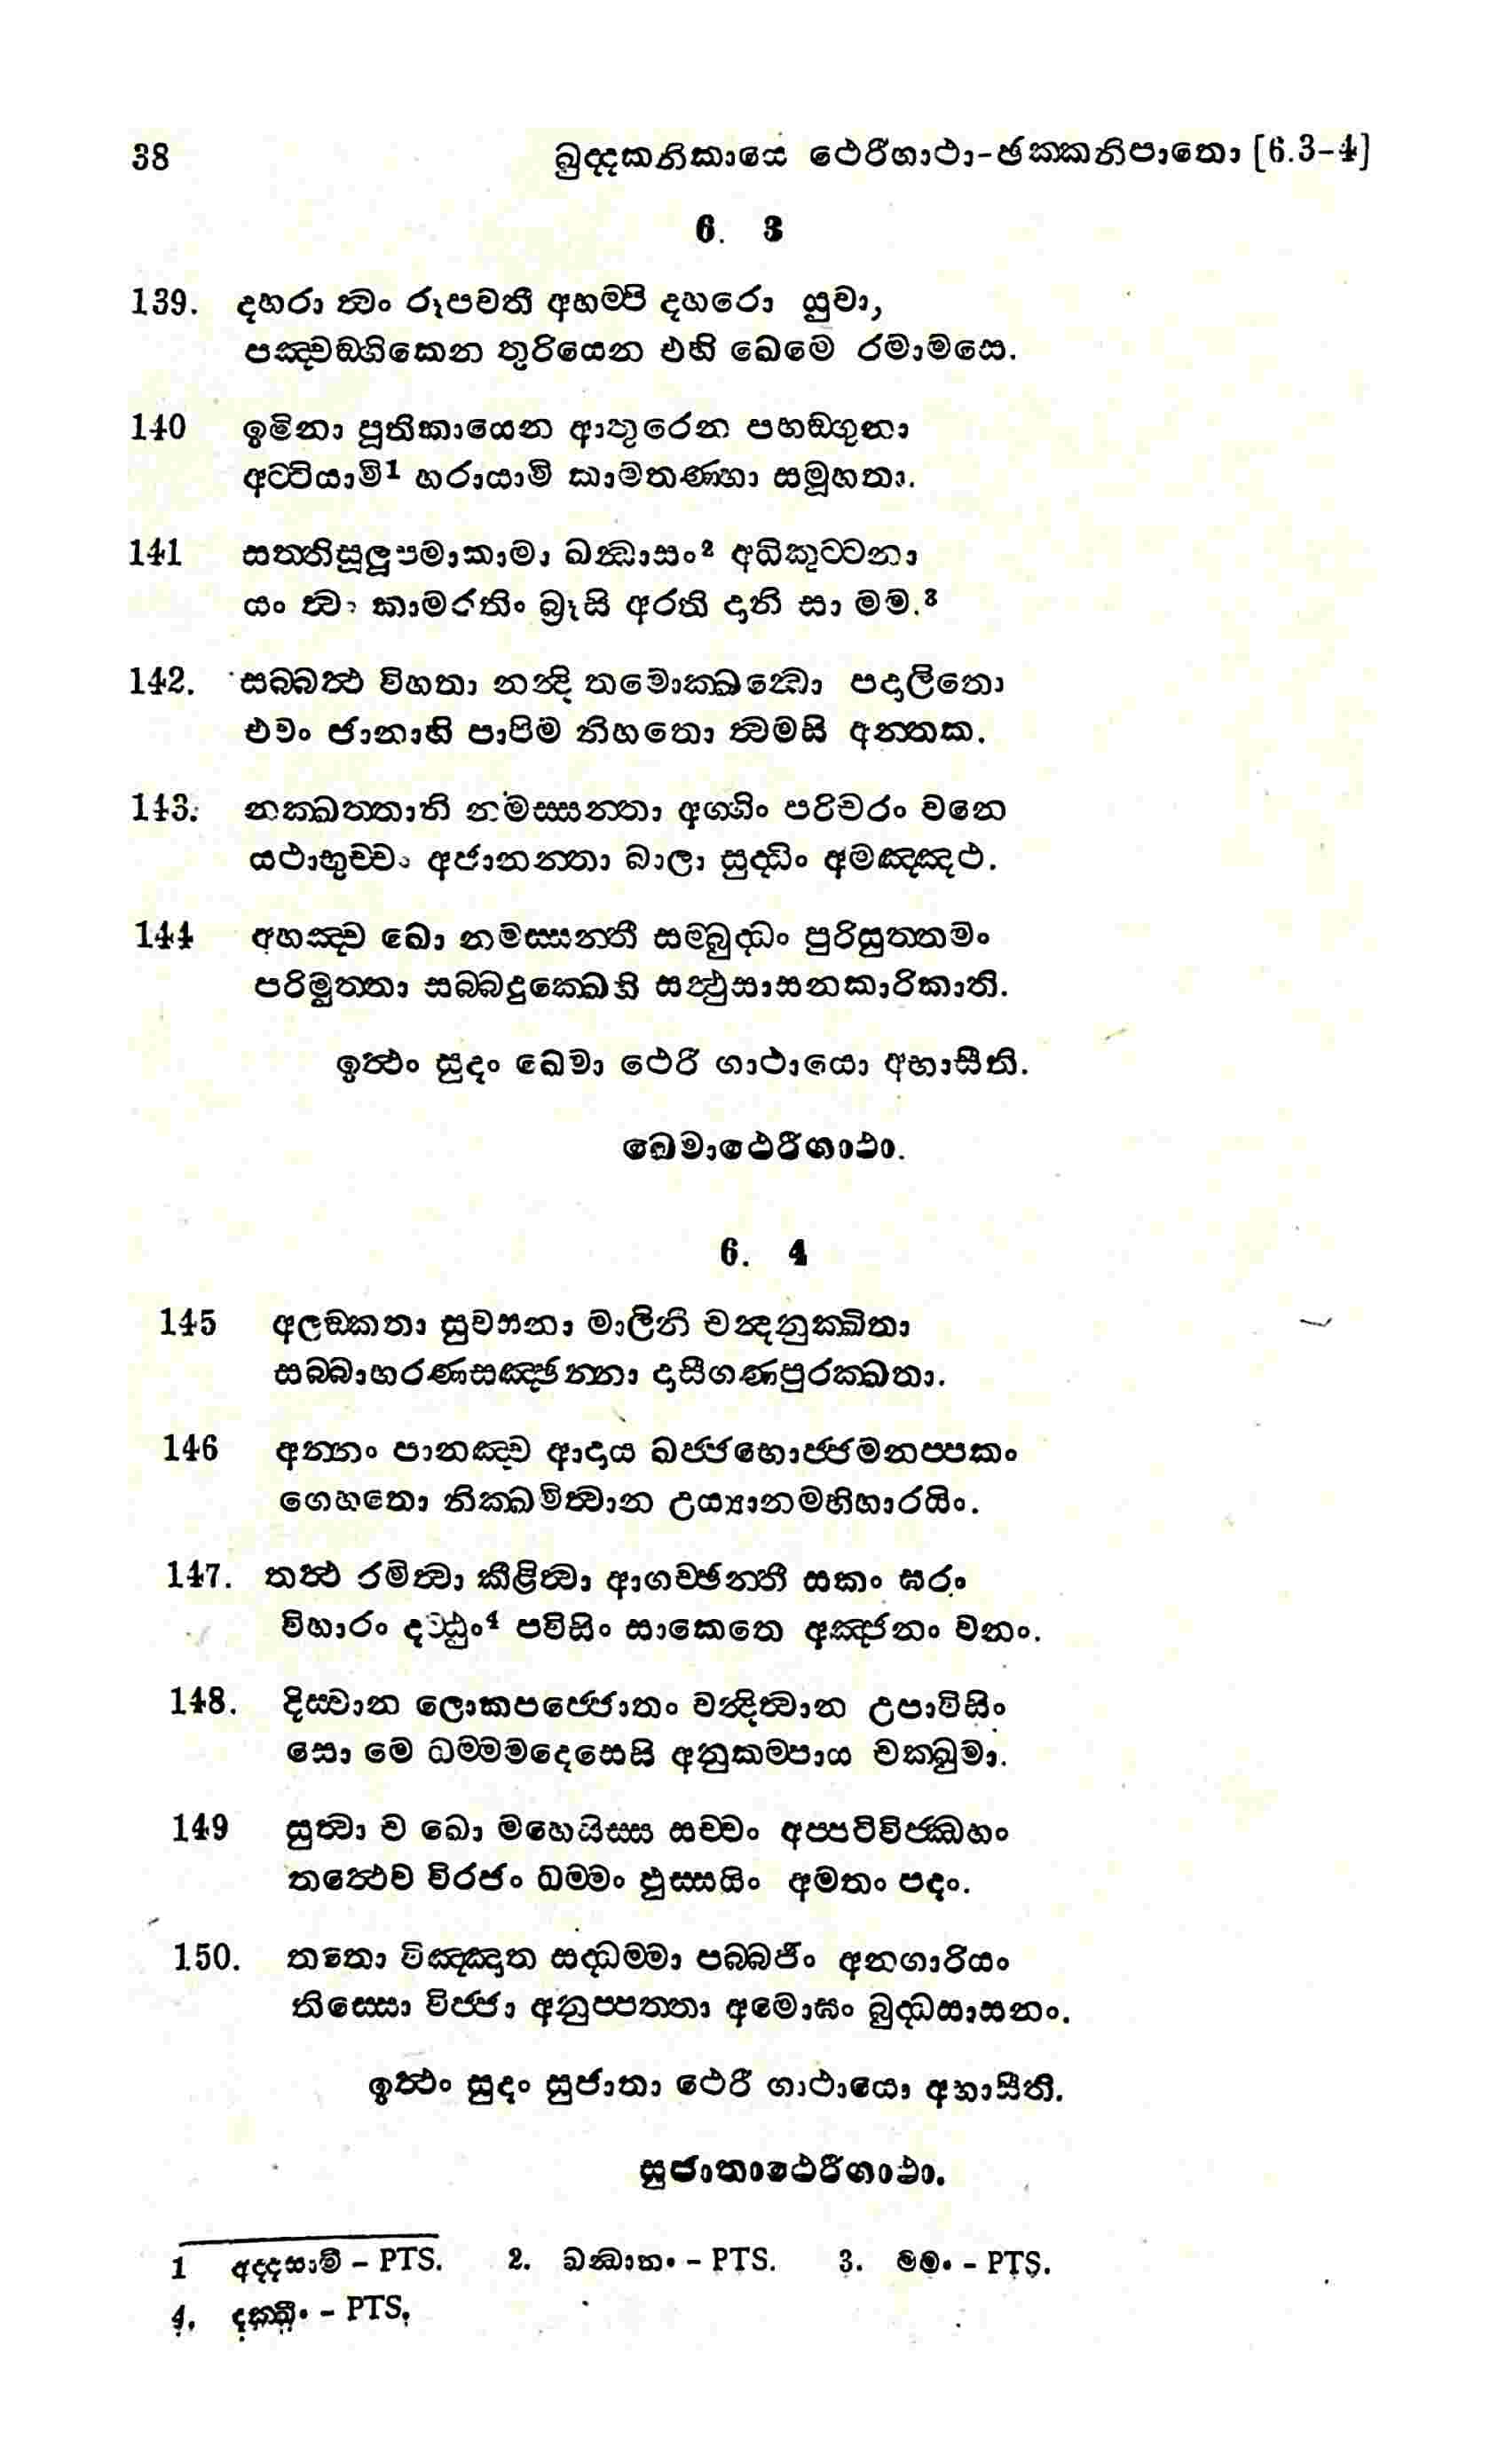 38 ඛුද්දකනිකායෙ ථෙරීගාථා-ඡක්කනිපාතො [6.3-4]
6. 3
139. දහරා ත්වං රූපවතී අහම්පි දහරො යුවා,
පඤ්චඞ්ගිකෙන තුරියෙන එහි ඛෙමෙ රමාමසෙ.
140 ඉමිනා පූතිකායෙන ආතුරෙන පභඞ්ගුනා
අට්ටියාමි1 හරායාමි කාමතණ්හා සමූහතා.
141 සත්තිසූලූපමාකාමා ඛන්ධාසං2 අධිකුට්ටනා
යං ත්වං කාමරතිං බ්‍රෑසි අරති දානි සා මම.3
142. සබ්බත්ථ විහතා නන්දි තමොක්ඛන්ධො පදාලිතො
එවං ජානාහි පාපිම නිහතො ත්වමසි අන්තක.
143. නක්ඛත්තානි නමස්සන්තා අග්ගිං පරිචරං වනෙ
යථාභුච්චං අජානන්තා බාලා සුද්ධිං අමඤ්ඤථ.
144 අහඤ්ච ඛො නමස්සන්තී සම්බුද්ධං පුරිසුත්තමං
පරිමුත්තා සබ්බදුක්ඛෙහි සත්ථුසාසනකාරිකාති.
ඉත්ථං සුදං ඛෙමා ථෙරී ගාථායො අභාසීති.
ඛෙමාථෙරීගාථා.
6. 4
145 අලඞ්කතා සුවසනා මාලිනී චන්දනුක්ඛිතා
සබ්බාභරණසඤ්ඡන්නා දාසීගණපුරක්ඛතා.
146 අන්නං පානඤ්ච ආදාය ඛජ්ජභොජ්ජමනප්පකං
ගෙහතො නික්ඛමිත්වාන උය්‍යානමභිහාරයිං.
147. තත්ථ රමිත්වා කීළිත්වා ආගච්ඡන්තී සකං ඝරං
විහාරං දට්ඨුං4 පවිසිං සාකෙතෙ අඤ්ජනං වනං.
148. දිස්වාන ලොකපජ්ජොතං වන්දිත්වාන උපාවිසිං
සො මෙ ධම්මමදෙසෙසි අනුකම්පාය චක්ඛුමා.
149 සුත්වා ච ඛො මහෙසිස්ස සච්චං අප්පටිවිජ්ඣහං
තත්ථෙව විරජං ධම්මං ඵුස්සයිං අමතං පදං.
150. තතො විඤ්ඤාත සද්ධම්මා පබ්බජිං අනගාරියං
තිස්සො විජ්ජා අනුප්පත්තා අමොඝං බුද්ධසාසනං.
ඉත්ථං සුදං සුජාතා ථෙරී ගාථායො අභාසීති.
සුජාතාථෙරීගාථා.
1 අද්දසාමි - PTS. 2. ඛන්ධානං - PTS. 3. මමං - PTS.
4. දක්ඛිං - PTS.